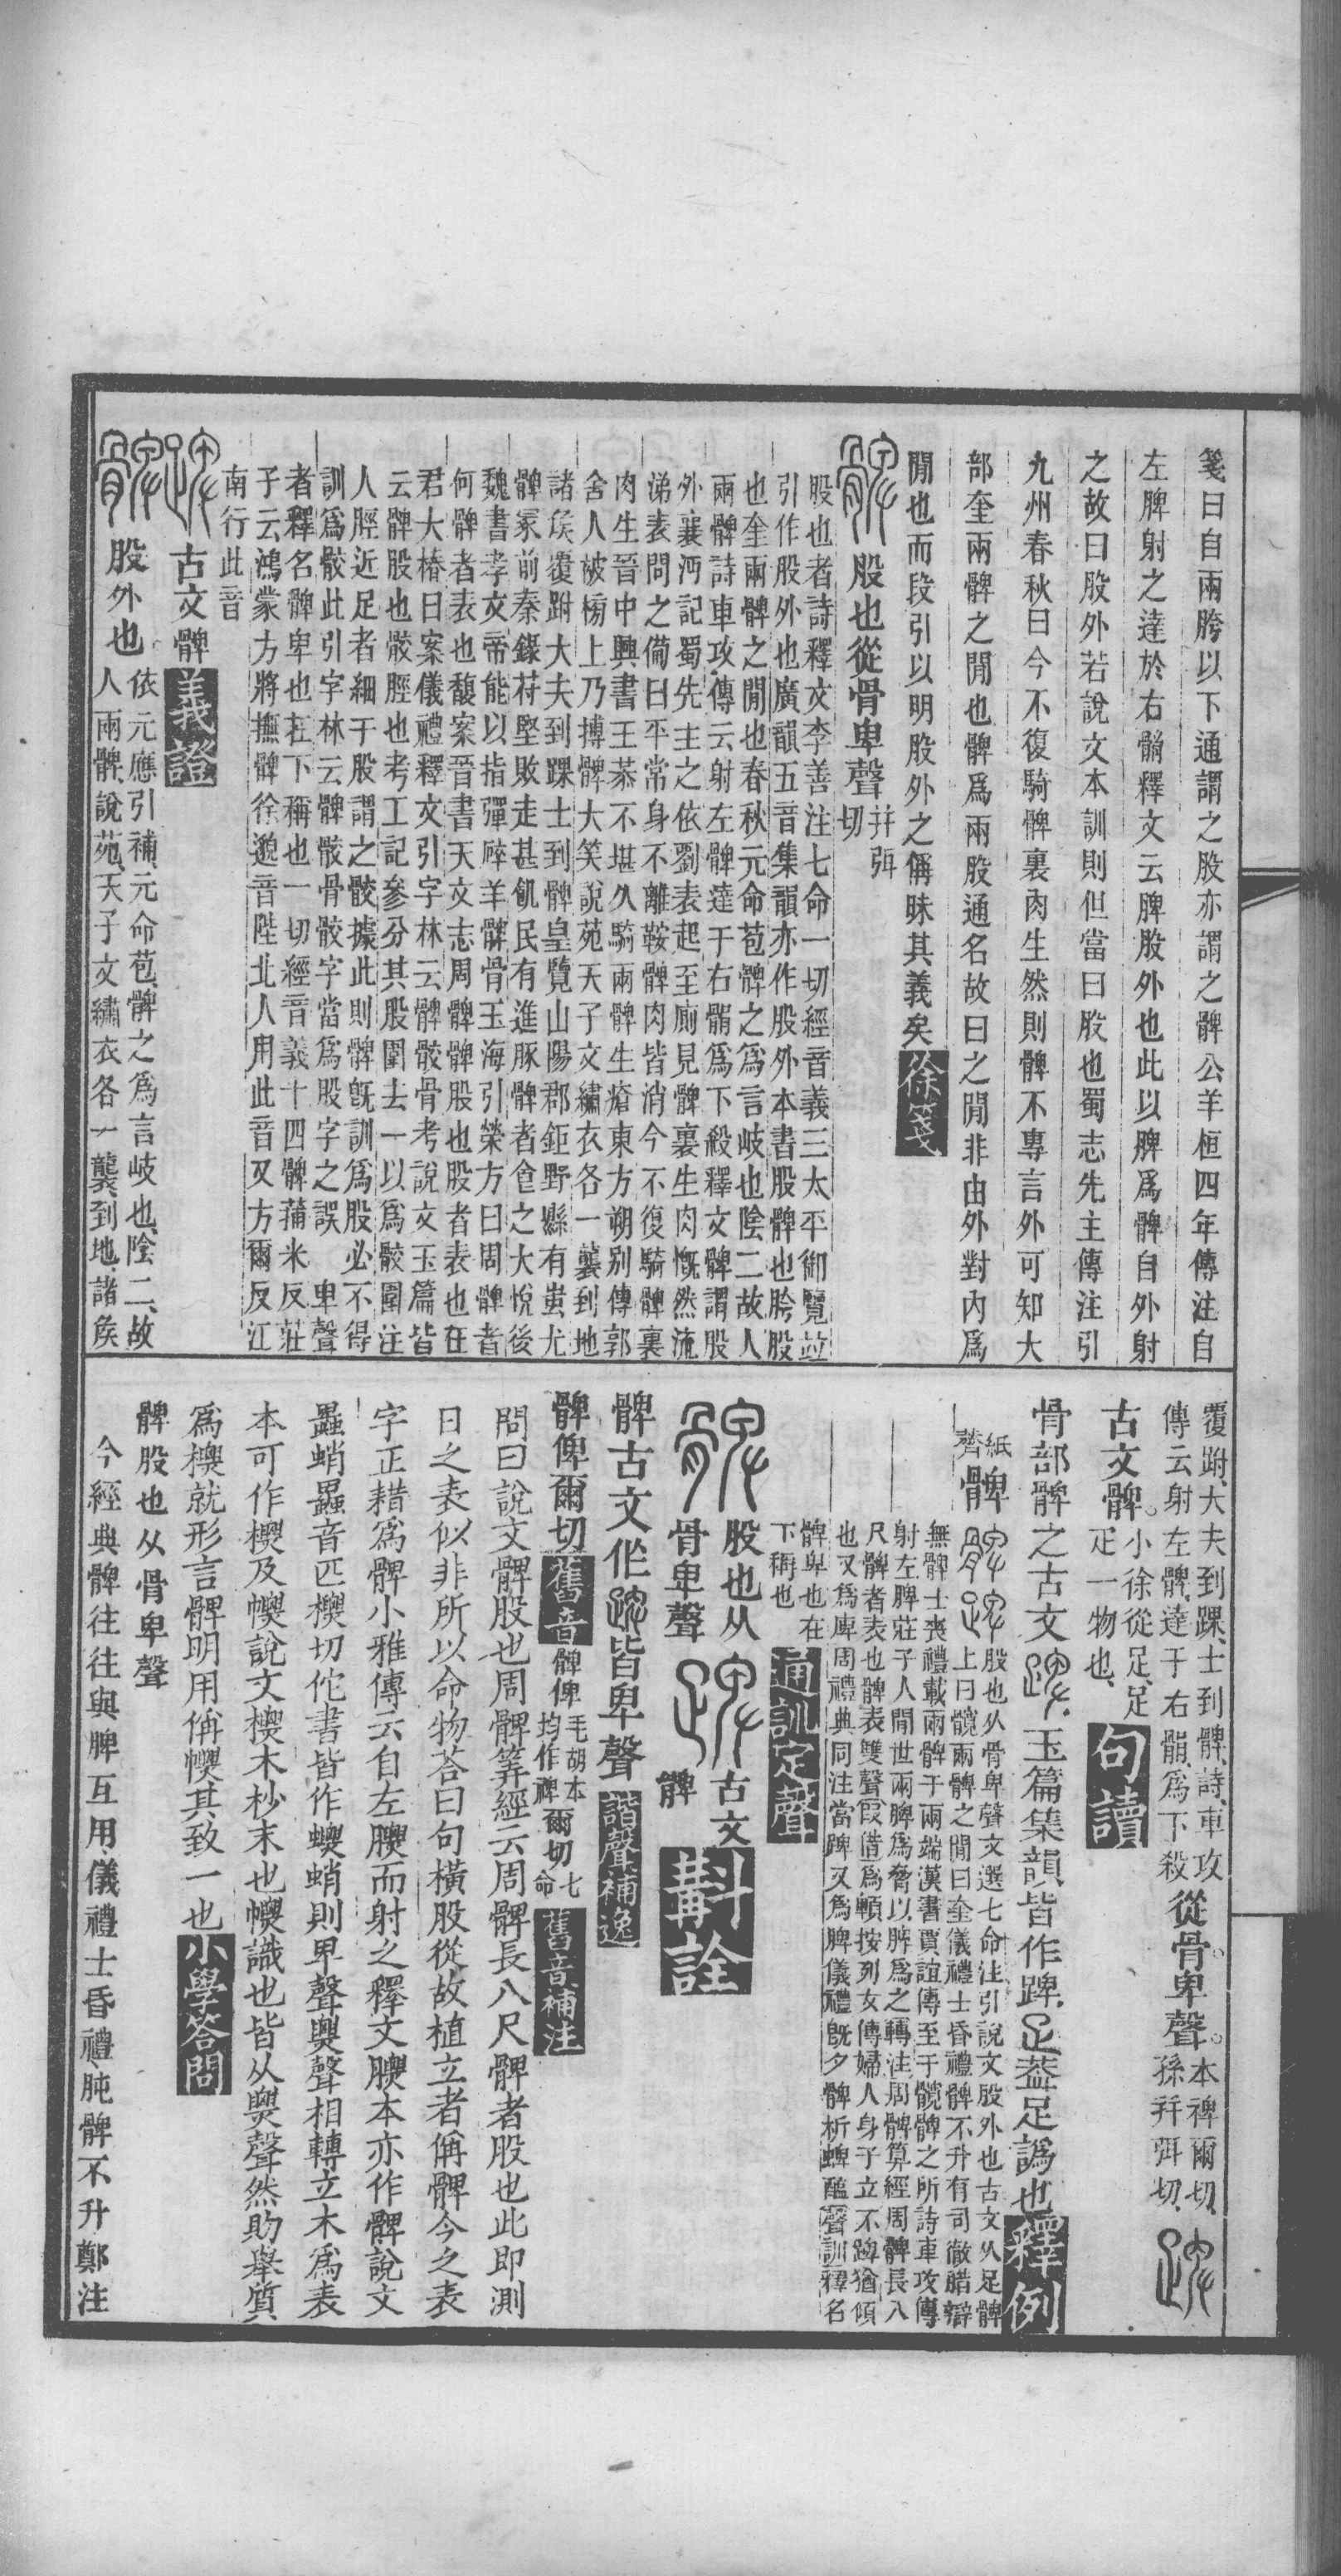 箋曰自兩胯以下通謂之股亦謂之髀公羊桓四年傳注自
左脾射之達於右䯚釋文云脾股外也此以脾爲髀自外射
之故曰股外若說文本訓則但當曰股也蜀志先主傳注引
九州春秋曰今不復騎髀裏肉生然則髀不專言外可知大
部奎兩髀之閒也髀爲兩股通名故曰之閒非由外對內爲
閒也而段引以明股外之偁昧其義矣徐箋
股也從骨卑聲幷弭切
股也者詩釋文李善注七命一切經音義三太平御覽竝
引作股外也廣韻五音集韻亦作股外本書股髀也胯股
也奎兩髀之閒也春秋元命苞髀之爲言岐也陰二故人
兩髀詩車攻傳云射左髀達于右䯚爲下殺釋文髀謂股
外襄沔記蜀先主之依劉表起至廁見髀裏生肉慨然流
涕表問之備曰平常身不離鞍髀肉皆消今不復騎髀裏
肉生晉中興書王恭不堪久騎兩髀生瘡東方朔別傳郭
舍人被榜上乃搏髀大笑說苑天子文繡衣各一襲到地
諸矦覆跗大夫到踝士到髀皇覽山陽郡鉅野縣有蚩尤
髀冢前秦錄苻堅敗走甚飢民有進豚髀者食之大悅後
魏書孝文帝能以指彈碎羊髀骨玉海引榮方曰周髀者
何髀者表也馥案晉書天文志周髀髀股也股者表也在
君大椿曰案儀禮釋文引字林云髀骰骨考說文玉篇皆
云髀股也骰脛也考工記參分其股圍去一以爲骰圍注
人脛近足者細于股謂之骰據此則髀旣訓爲股必不得
訓爲骰此引字林云髀骰骨骰字當爲股字之誤　卑聲
者釋名髀卑也在下稱也一切經音義十四髀蒲米反莊
子云鴻蒙方將撫髀徐邈音陛北人用此音又方爾反江
南行此音
古文髀義證
股外也依元應引補元命苞髀之爲言岐也陰二故
人兩髀說苑天子文繡衣各一襲到地諸矦
覆跗大夫到踝士到髀詩車攻
傳云射左髀達于右䯚爲下殺從骨卑聲本裨爾切孫幷弭切
古文髀小徐從足足疋一物也句讀
骨部髀之古文玉篇集韻皆作踔疋葢足譌也釋例
紙髀股也从骨卑聲文選七命注引說文股外也古文从足髀
上曰髖兩髀之閒曰奎儀禮士昏禮髀不升有司徹腊辯
無髀士喪禮載兩髀于兩端漢書賈誼傳至于髖髀之所詩車攻傳
射左脾莊子人閒世兩脾爲脅以脾爲之轉注周髀算經周髀長八
尺髀者表也髀表雙聲叚借爲頼按列女傳婦人身子立不跛猶傾
也又爲庳周禮典同注當踔又爲脾儀禮旣夕髀析蜱醢聲訓釋名
髀卑也在下稱也通訓定聲
股也从骨卑聲古文髀斠詮
髀古文作皆卑聲諧聲補逸
髀俾爾切舊音髀俾毛胡本均作裨爾切七命舊音補注
問曰說文髀股也周髀筭經云周髀長八尺髀者股也此卽測
日之表似非所以命物荅曰句橫股從故植立者偁髀今之表
字正耤爲髀小雅傳云自左膘而射之釋文膘本亦作髀說文
蟲蛸蟲音匹標切佗書皆作螵蛸則卑聲㷼聲相轉立木爲表
本可作標及幖說文標木杪末也幖識也皆从㷼聲然助舉質
爲標就形言髀明用偁幖其致一也小學荅問
髀股也从骨卑聲
今經典髀往往與脾互用儀禮士昏禮肫髀不升鄭注